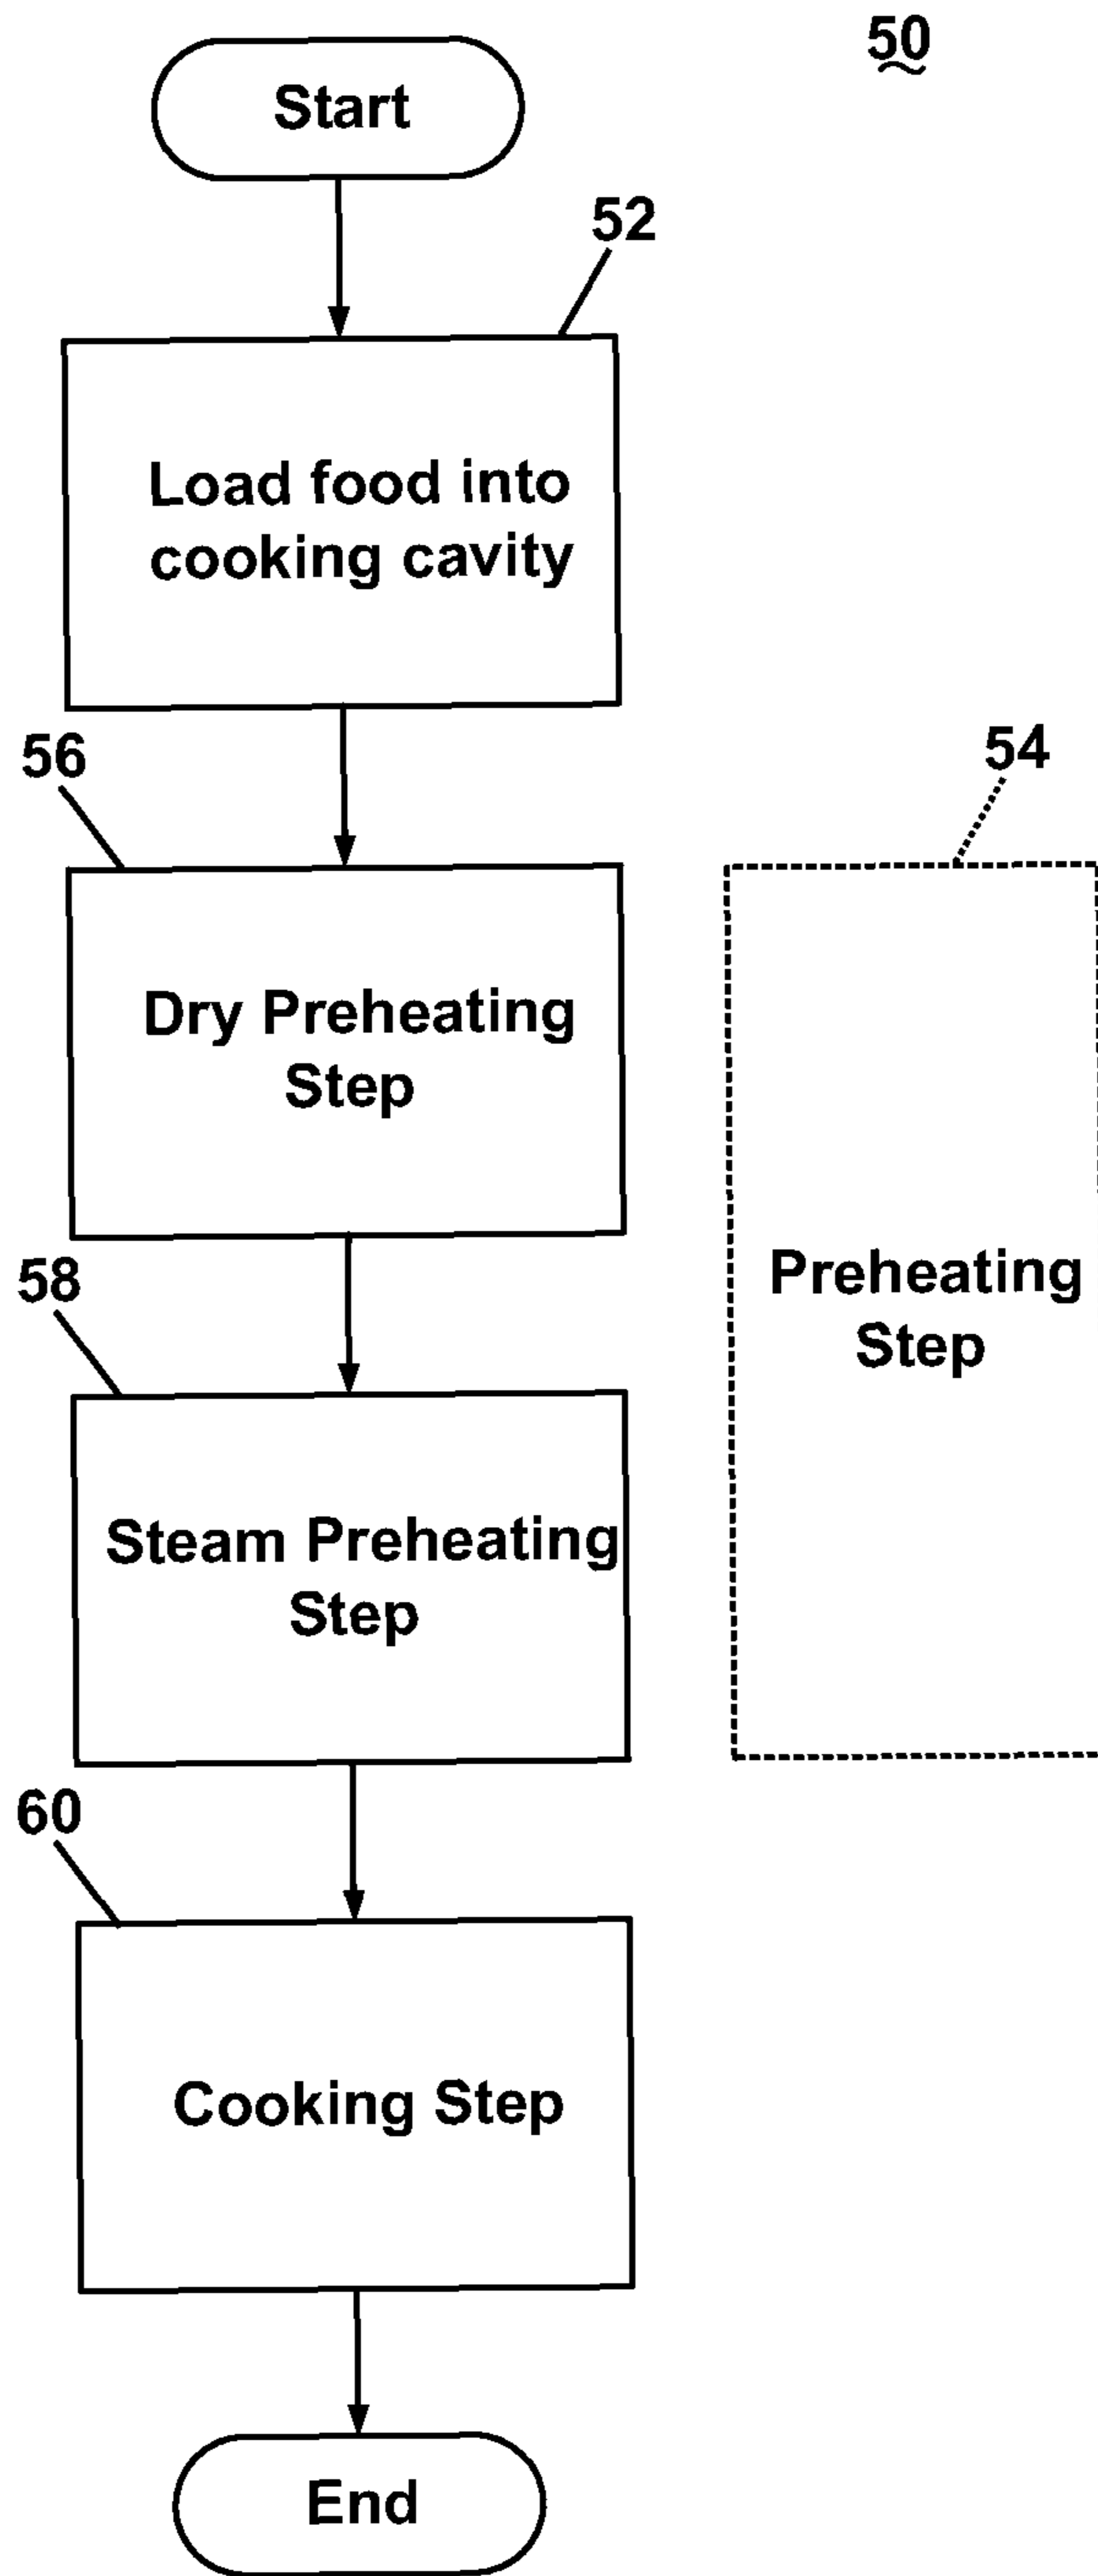 50
Start
52
Load food into
cooking cavity
56
54
Dry Preheating
Step
58
Preheating
Step
Steam Preheating
Step
60
Cooking Step
End